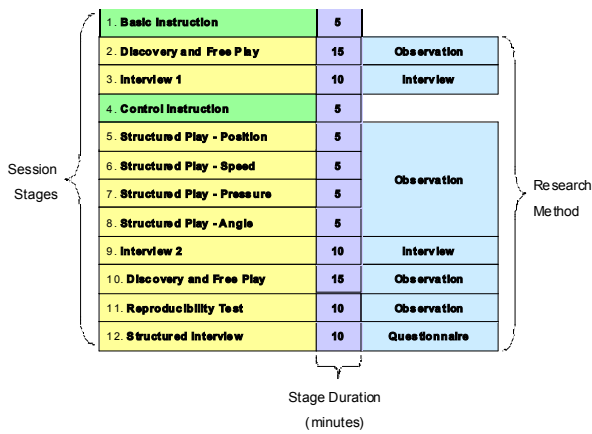 1. Basic Instruction 5
2. Discovery and Free Play 15 Observation
3. Interview 1 10 Interview
4. Control Instruction 5
5. Structured Play - Position 5
6. Structured Play - Speed 5
Observation
7. Structured Play - Pressure 5
8. Structured Play - Angle 5
9. Interview 2 10 Interview
10. Discovery and Free Play 15 Observation
11. Reproducibility Test 10 Observation
12. Structured Interview 10 Questionnaire
Session
Stages
Research
Method
Stage Duration
(minutes)